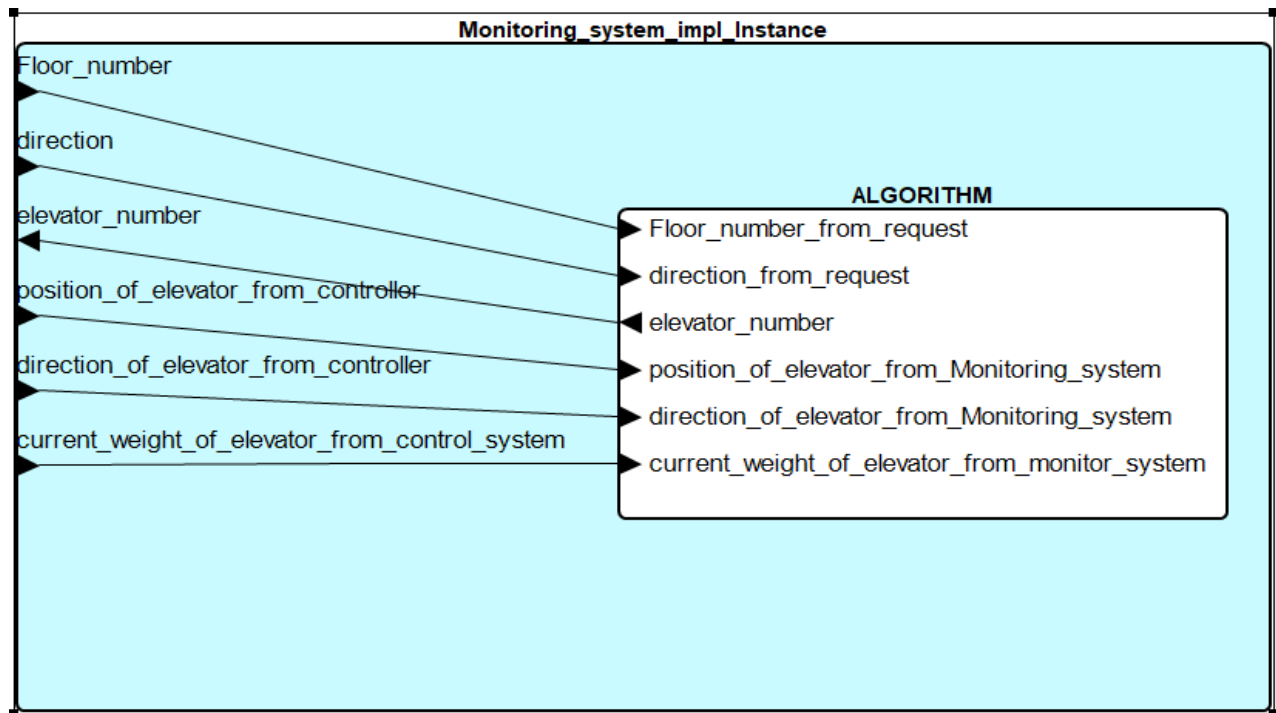 Monitoring_system_impl_Instance
Floor_number
direction
elevator_number
position_of_elevator_from_controller
direction_of_elevator_from_controller
current_weight_of_elevator_from_control_system
ALGORITHM
Floor_number_from_request
direction_from_request
elevator_number
position_of_elevator_from_Monitoring_system
direction_of_elevator_from_Monitoring_system
current_weight_of_elevator_from_monitor_system